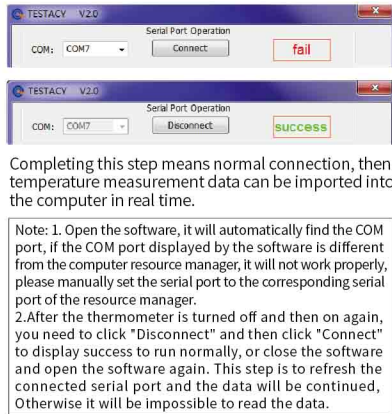 TESTACY V2.0
Serial Port Operation
COM: COM7 Connect fail
TESTACY V2.0
Serial Port Operation
COM: COM7 Disconnect success
Completing this step means normal connection, then
temperature measurement data can be imported into
the computer in real time.
Note: 1. Open the software, it will automatically find the COM
port, if the COM port displayed by the software is different
from the computer resource manager, it will not work properly,
please manually set the serial port to the corresponding serial
port of the resource manager.
2.After the thermometer is turned off and then on again,
you need to click "Disconnect" and then click "Connect"
to display success to run normally, or close the software
and open the software again. This step is to refresh the
connected serial port and the data will be continued,
Otherwise it will be impossible to read the data.